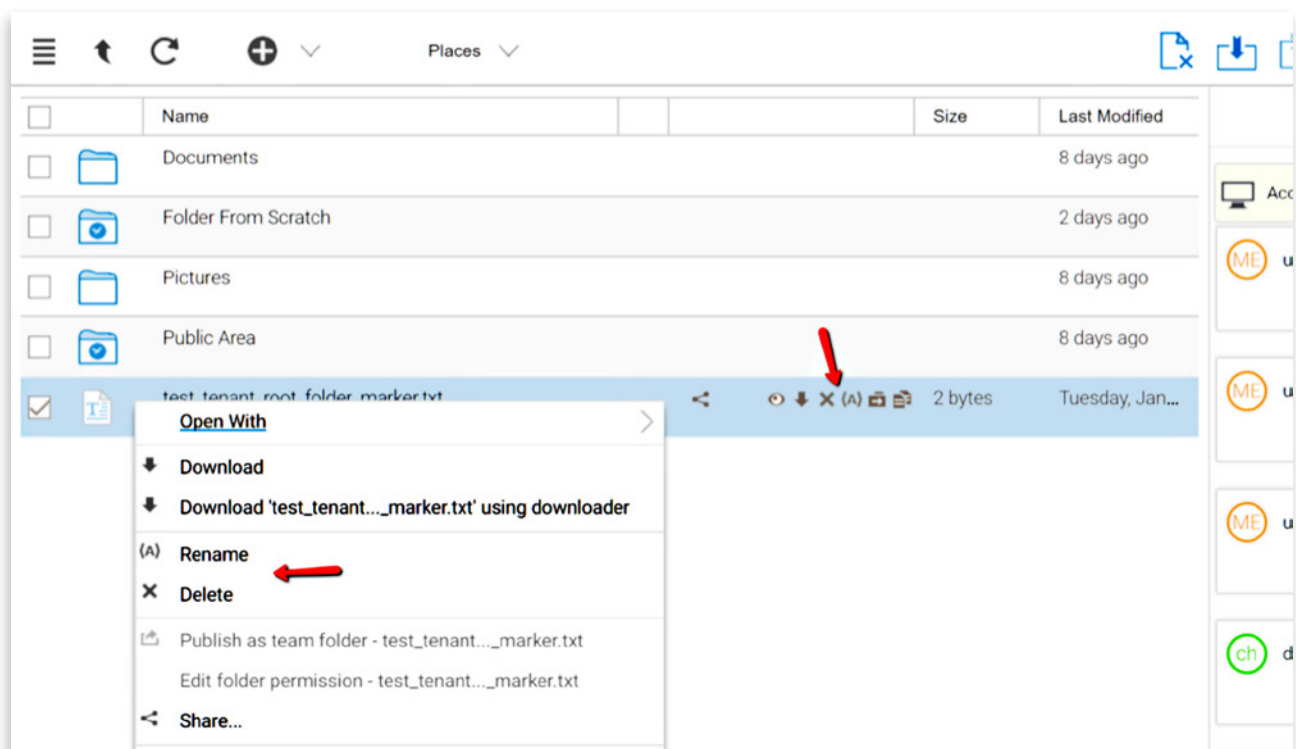 Places
Name Size Last Modified
Documents 8 days ago
Folder From Scratch 2 days ago
Pictures 8 days ago
Public Area 8 days ago
test_tenant_root_folder_marker.txt (A) 2 bytes Tuesday, Jan...
Open With
Download
Download 'test_tenant..._marker.txt' using downloader
(A) Rename
Delete
Publish as team folder - test_tenant..._marker.txt
Edit folder permission - test_tenant..._marker.txt
Share...
Acc
ME u
ME u
ME u
ch d